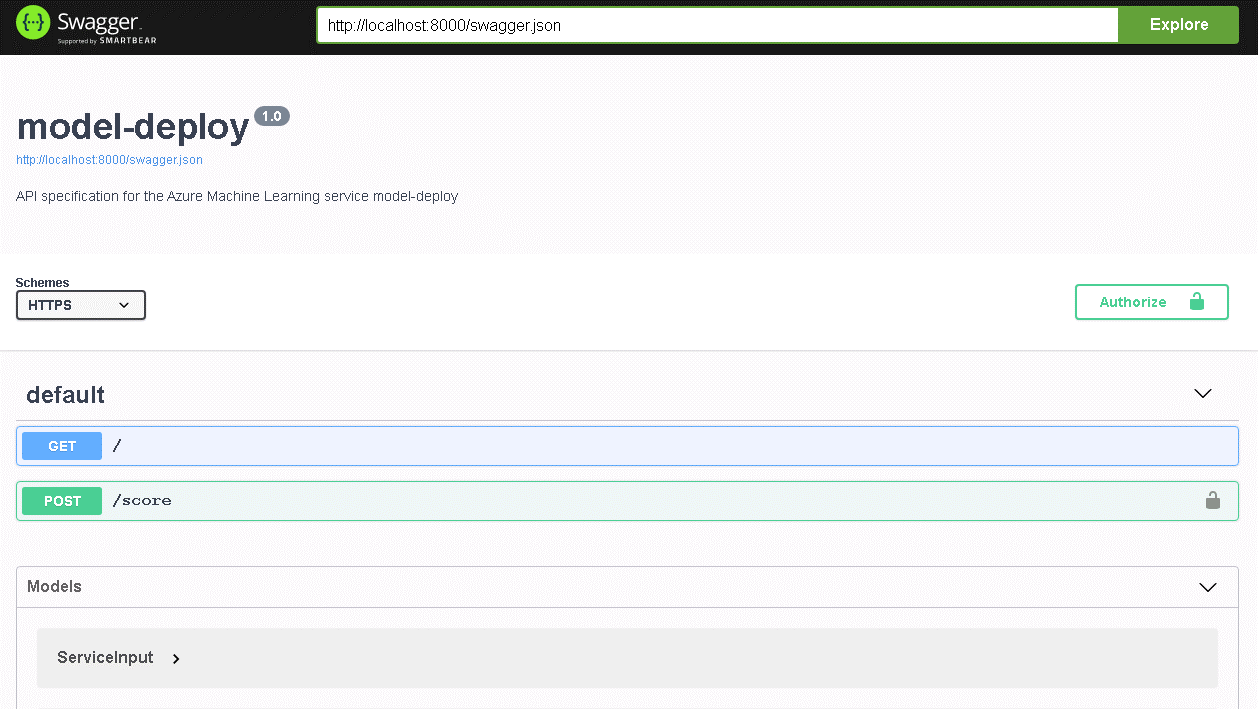 Swagger.
Supported by SMARTBEAR
http://localhost:8000/swagger.json
Explore
model-deploy 1.0
http://localhost:8000/swagger.json
API specification for the Azure Machine Learning service model-deploy
Schemes
HTTPS
Authorize
default
GET /
POST /score
Models
ServiceInput